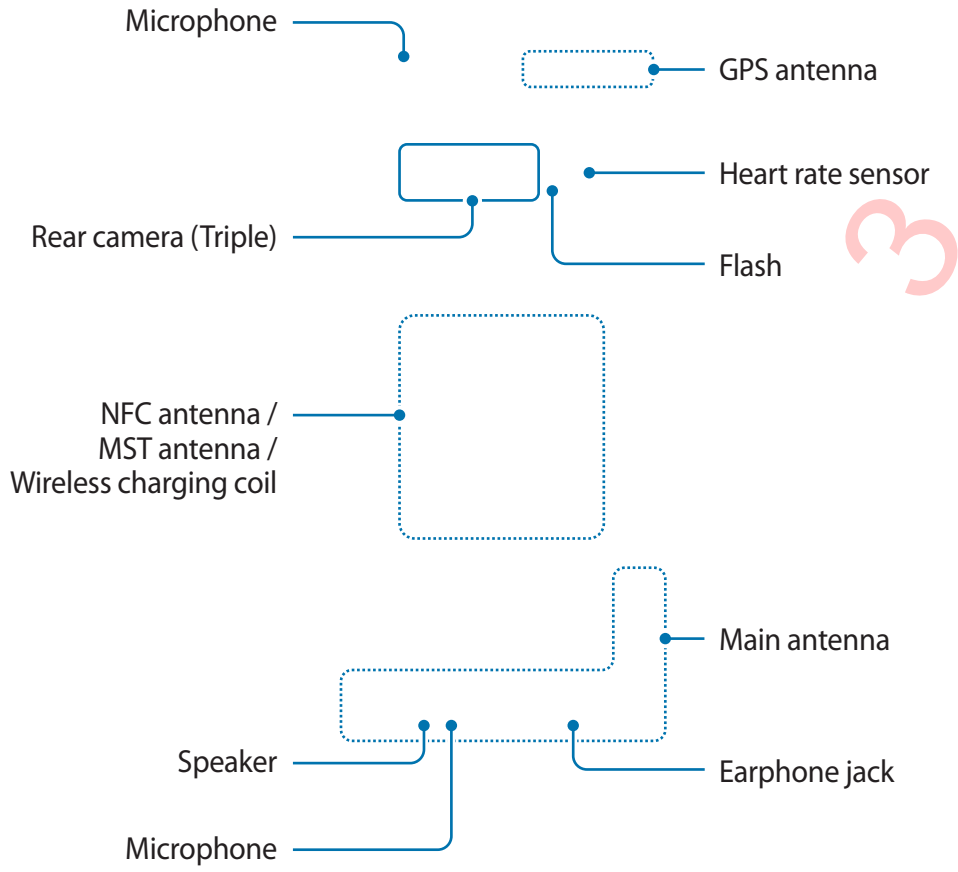 Microphone
GPS antenna
Heart rate sensor
Rear camera (Triple)
Flash
3
NFC antenna /
MST antenna /
Wireless charging coil
Main antenna
Speaker
Earphone jack
Microphone